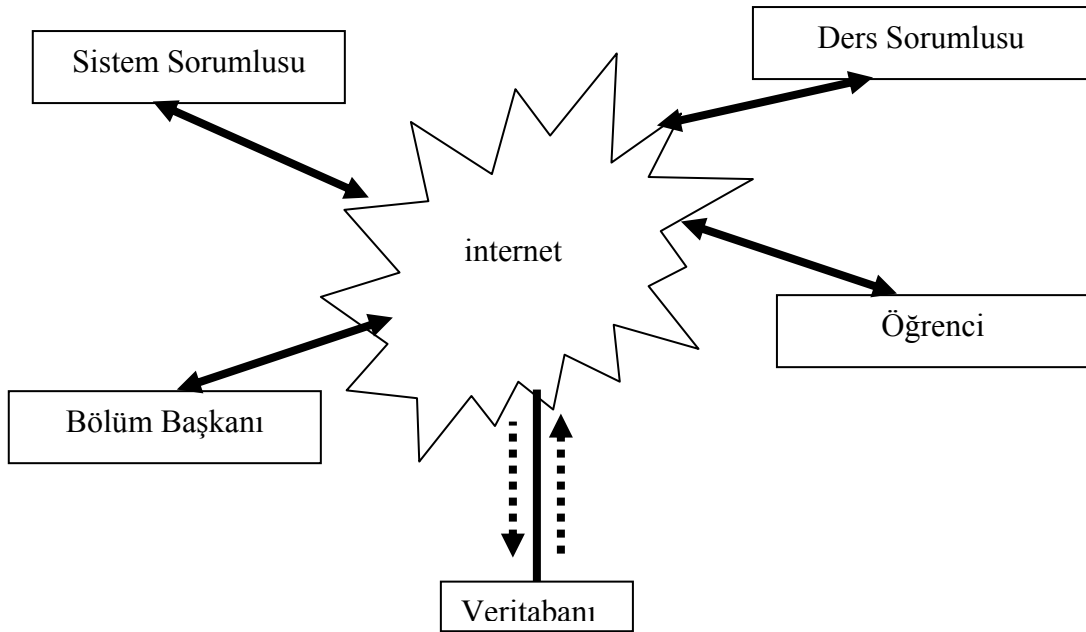 Sistem Sorumlusu
Ders Sorumlusu
internet
Öğrenci
Bölüm Başkanı
Veritabanı